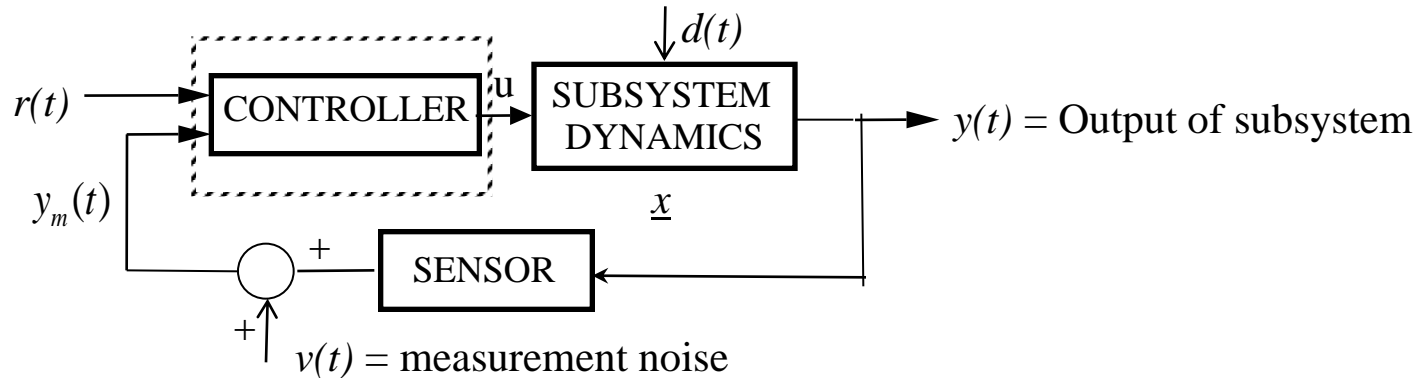 d(t)
r(t)
CONTROLLER
u
SUBSYSTEM
DYNAMICS
y(t) = Output of subsystem
y_m(t)
x
+
SENSOR
+
v(t) = measurement noise